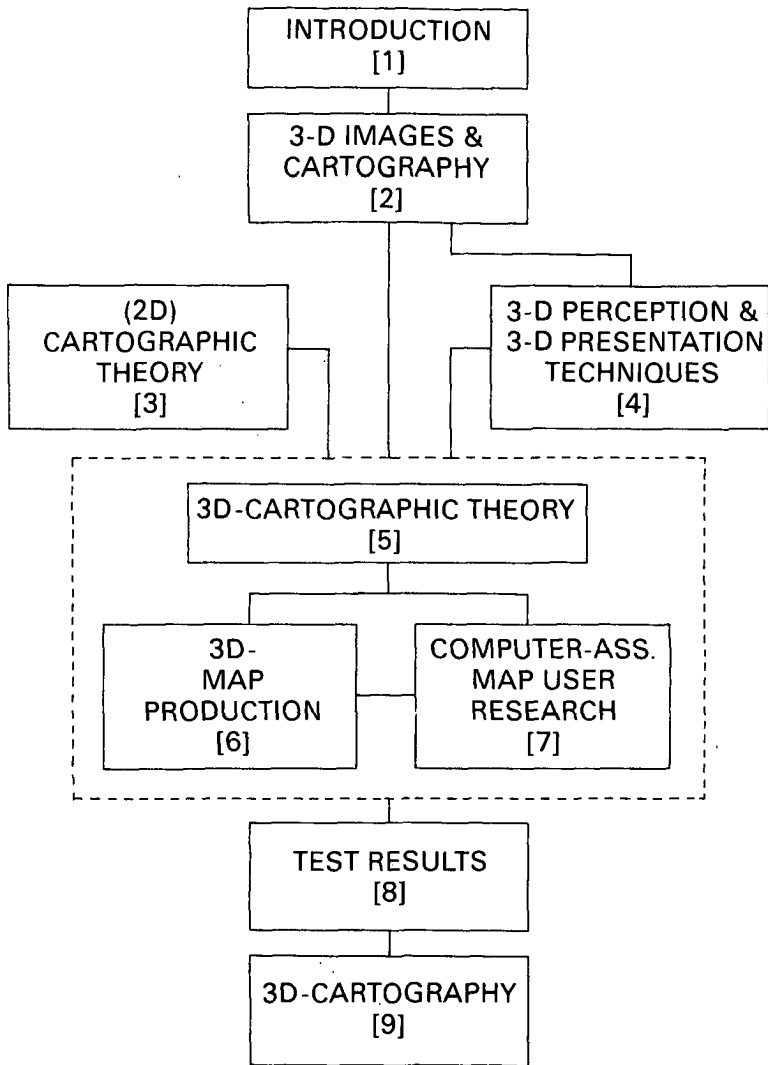 INTRODUCTION
[1]
3-D IMAGES &
CARTOGRAPHY
[2]
(2D)
CARTOGRAPHIC
THEORY
[3]
3-D PERCEPTION &
3-D PRESENTATION
TECHNIQUES
[4]
3D-CARTOGRAPHIC THEORY
[5]
3D-
MAP
PRODUCTION
[6]
COMPUTER-ASS.
MAP USER
RESEARCH
[7]
TEST RESULTS
[8]
3D-CARTOGRAPHY
[9]